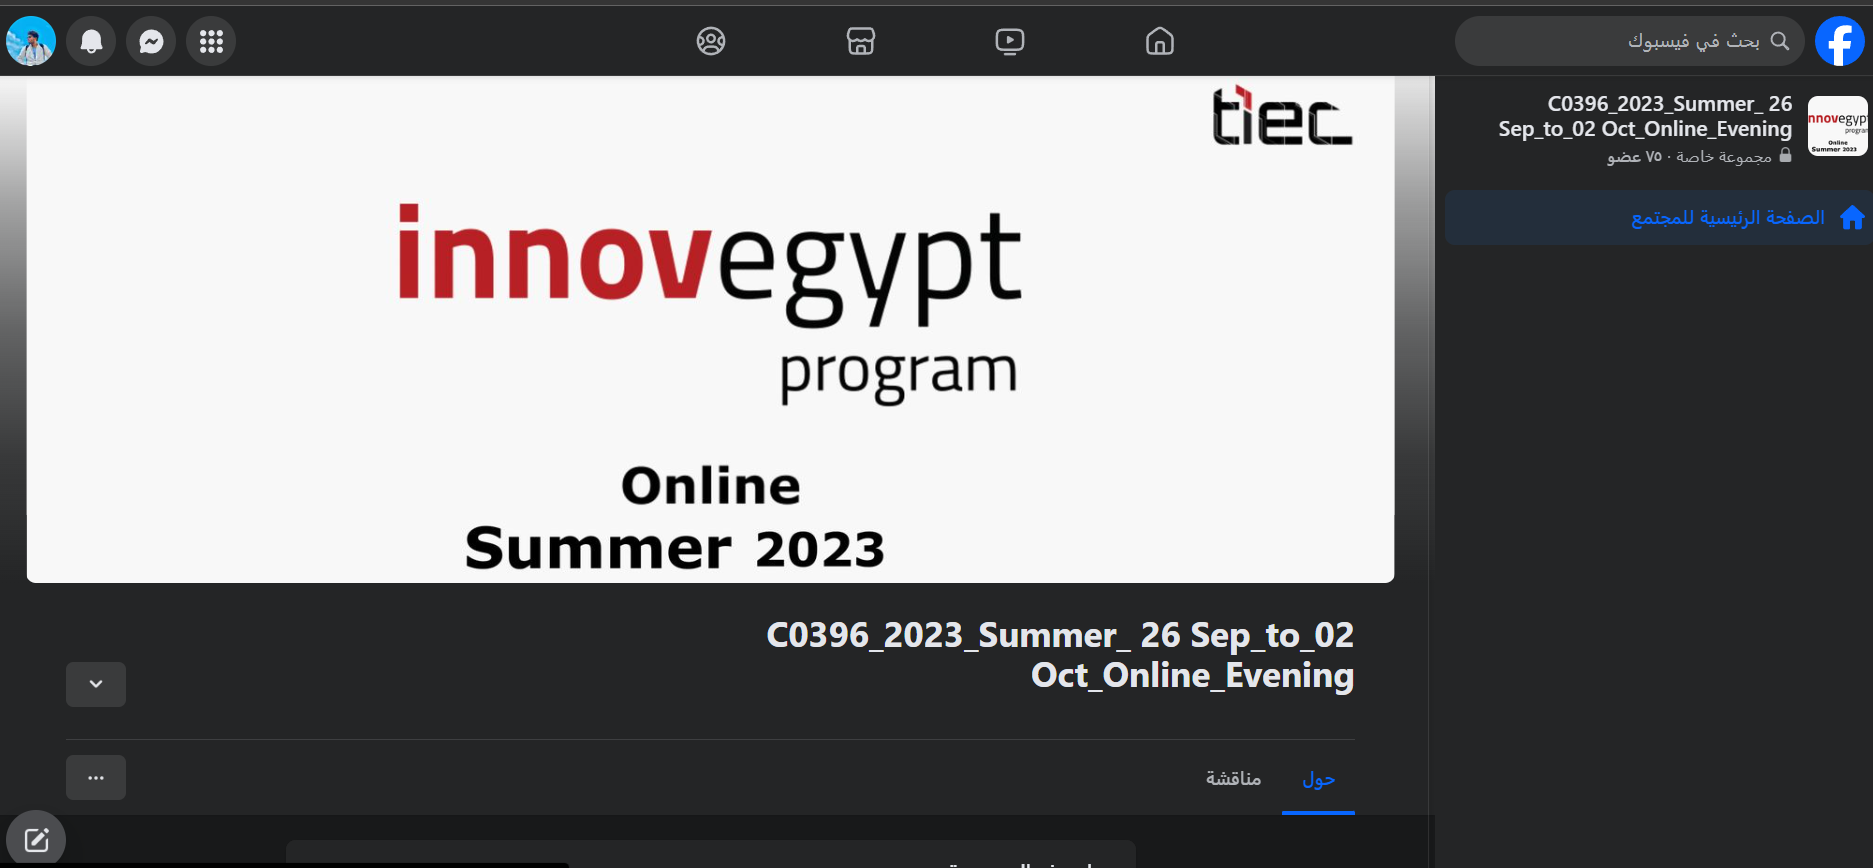 بحث في فيسبوك
C0396_2023_Summer_ 26
Sep_to_02 Oct_Online_Evening
مجموعة خاصة · ٧٥ عضو
الصفحة الرئيسية للمجتمع
innovegypt
program
Online
Summer 2023
tiec
innovegypt
program
Online
Summer 2023
C0396_2023_Summer_ 26 Sep_to_02
Oct_Online_Evening
حول
مناقشة